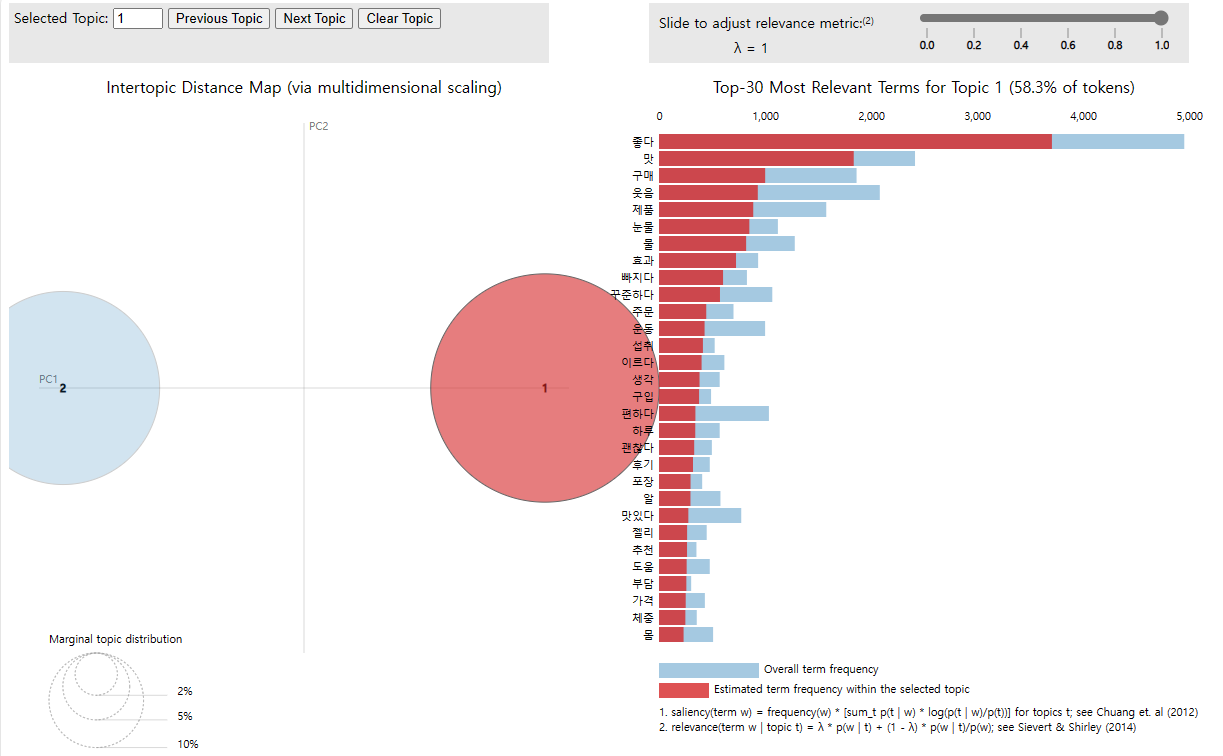 Selected Topic: 1 Previous Topic Next Topic Clear Topic
Slide to adjust relevance metric:(2)
λ = 1
0.0 0.2 0.4 0.6 0.8 1.0
Intertopic Distance Map (via multidimensional scaling)
PC2
PC1
2
1
Marginal topic distribution
2%
5%
10%
Top-30 Most Relevant Terms for Topic 1 (58.3% of tokens)
0 1,000 2,000 3,000 4,000 5,000
좋다
맛
구매
웃음
제품
눈물
물
효과
빠지다
꾸준하다
주문
운동
섭취
이르다
생각
구입
편하다
하루
괜찮다
후기
포장
알
맛있다
젤리
추천
도움
부담
가격
체중
몸
Overall term frequency
Estimated term frequency within the selected topic
1. saliency(term w) = frequency(w) * [sum_t p(t | w) * log(p(t | w)/p(t))] for topics t; see Chuang et. al (2012)
2. relevance(term w | topic t) = λ * p(w | t) + (1 - λ) * p(w | t)/p(w); see Sievert & Shirley (2014)